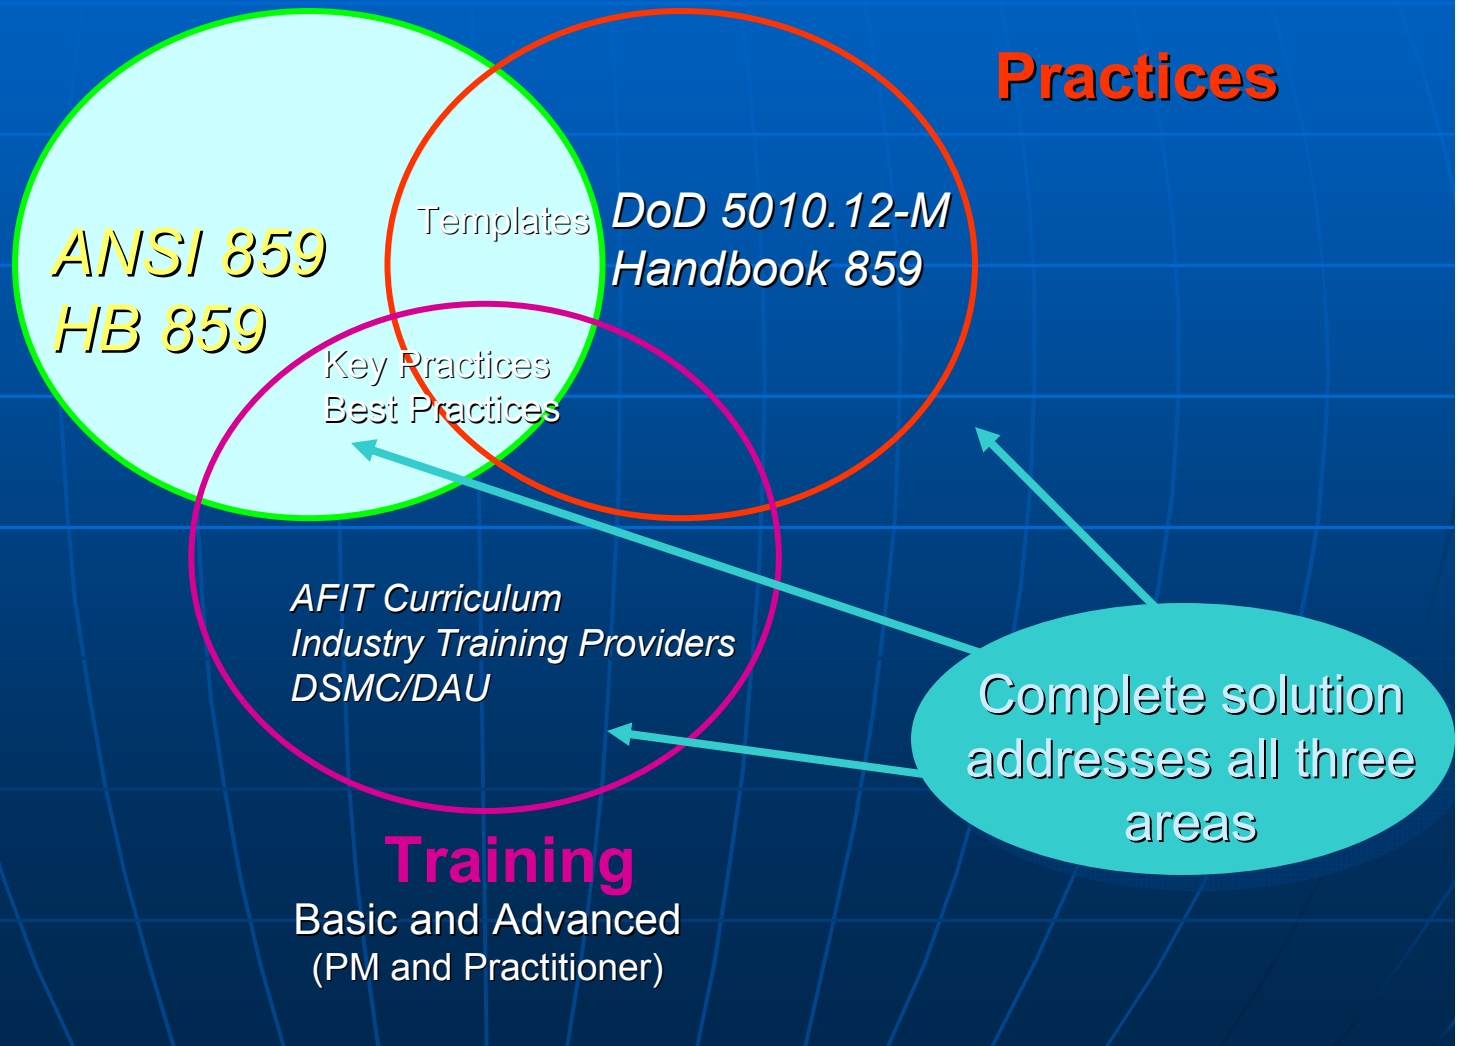 Practices
ANSI 859
HB 859
Templates
DoD 5010.12-M
Handbook 859
Key Practices
Best Practices
AFIT Curriculum
Industry Training Providers
DSMC/DAU
Complete solution
addresses all three
areas
Training
Basic and Advanced
(PM and Practitioner)